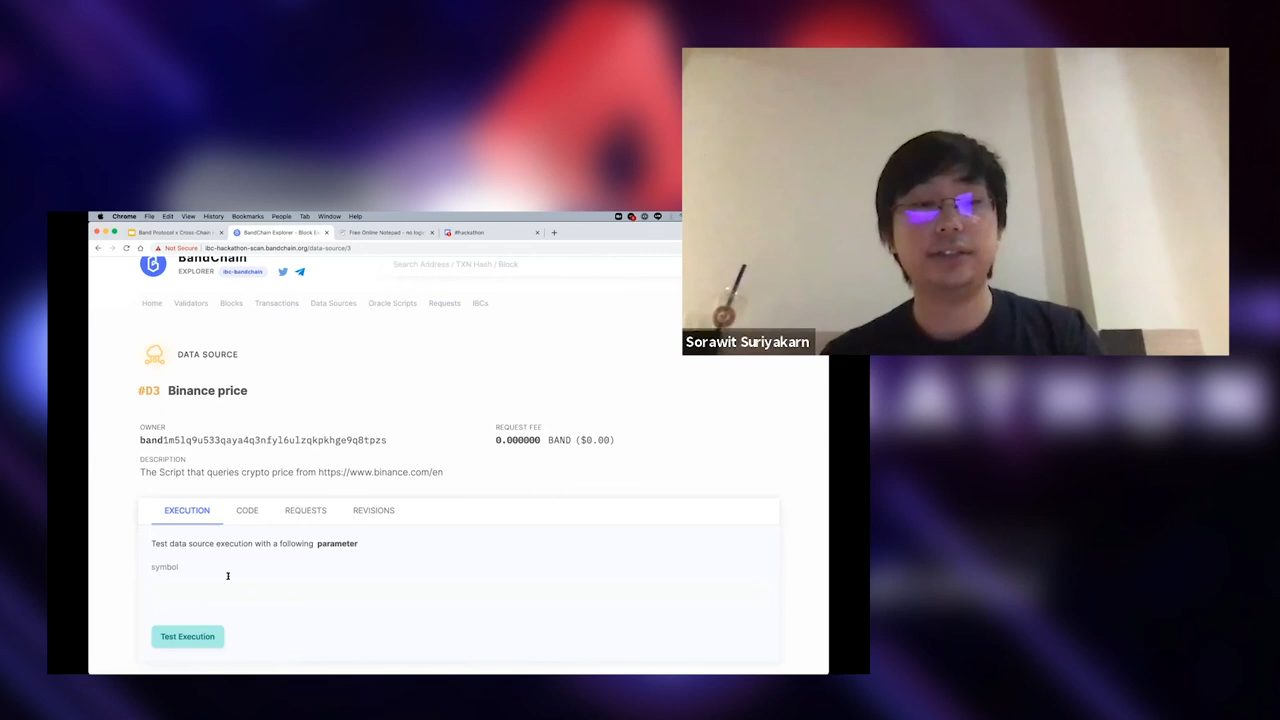 Chrome File Edit View History Bookmarks People Tab Window Help
Band Protocol x Cross-Chain
BandChain Explorer - Block E
Free Online Notepad - no logi
#hackathon
Not Secure | ibc-hackathon-scan.bandchain.org/data-source/3
BandChain
EXPLORER ibc-bandchain
Search Address / TXN Hash / Block
Home Validators Blocks Transactions Data Sources Oracle Scripts Requests IBCs
DATA SOURCE
#D3 Binance price
OWNER
band1m5lq9u533qaya4q3nfyl6ulzqkpkhge9q8tpzs
REQUEST FEE
0.000000 BAND ($0.00)
DESCRIPTION
The Script that queries crypto price from https://www.binance.com/en
EXECUTION CODE REQUESTS REVISIONS
Test data source execution with a following parameter
symbol
Test Execution
Sorawit Suriyakarn